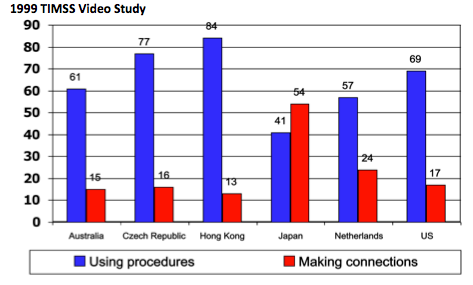 1999 TIMSS Video Study
90
80
70
60
50
40
30
20
10
0
61
15
77
16
84
13
41
54
57
24
69
17
Australia
Czech Republic
Hong Kong
Japan
Netherlands
US
Using procedures
Making connections